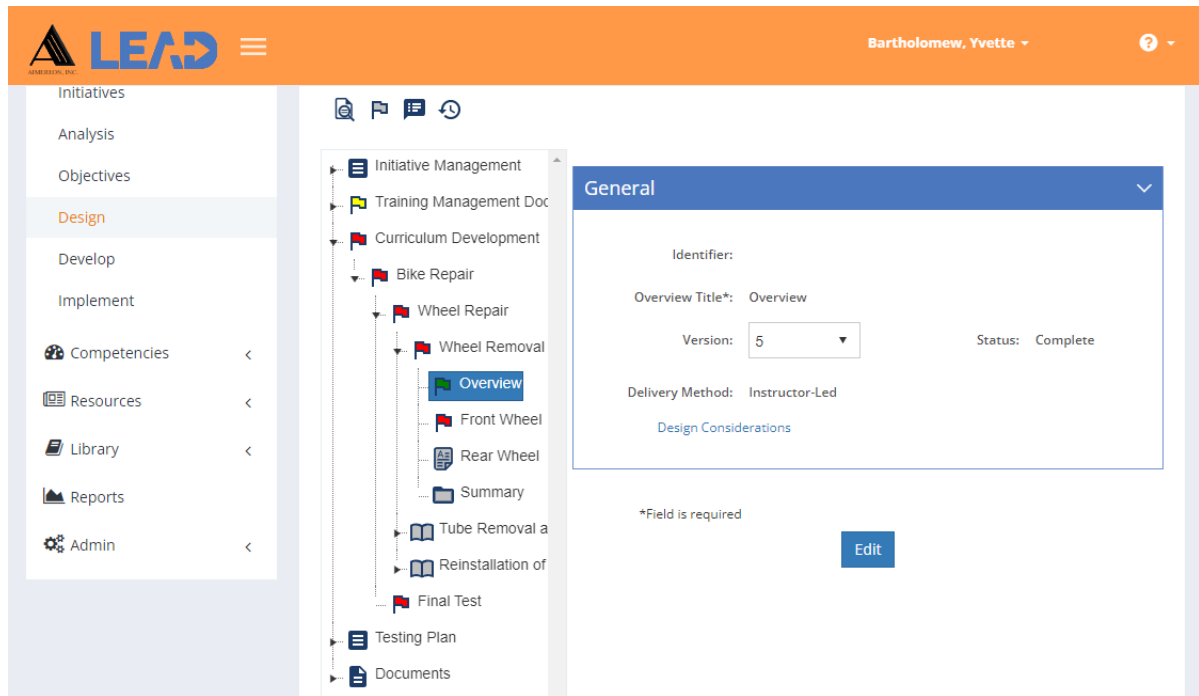 AIMEREON, INC.
LEAD
Bartholomew, Yvette
?
Initiatives
Analysis
Objectives
Design
Develop
Implement
Competencies
Resources
Library
Reports
Admin
Initiative Management
Training Management Doc
Curriculum Development
Bike Repair
Wheel Repair
Wheel Removal
Overview
Front Wheel
Rear Wheel
Summary
Tube Removal a
Reinstallation of
Final Test
Testing Plan
Documents
General
Identifier:
Overview Title*: Overview
Version: 5 Status: Complete
Delivery Method: Instructor-Led
Design Considerations
*Field is required
Edit